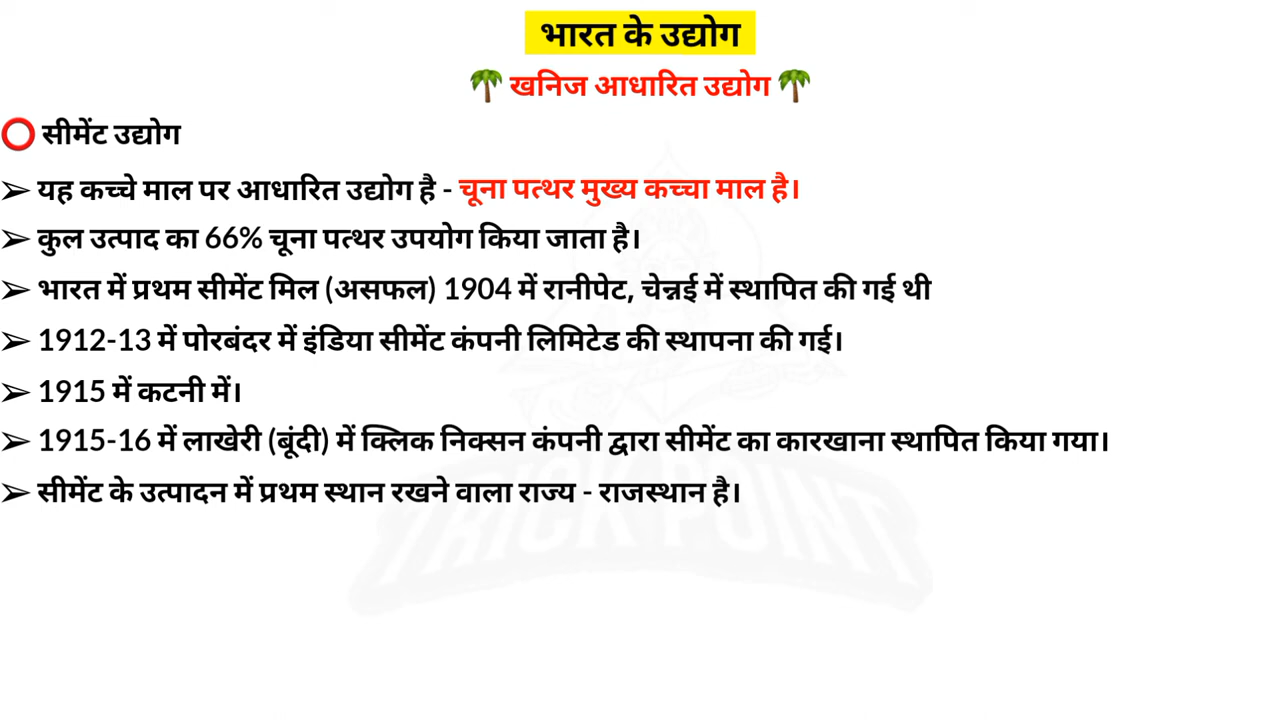 भारत के उद्योग
🌴 खनिज आधारित उद्योग 🌴
⭕ सीमेंट उद्योग
➢ यह कच्चे माल पर आधारित उद्योग है - चूना पत्थर मुख्य कच्चा माल है।
➢ कुल उत्पाद का 66% चूना पत्थर उपयोग किया जाता है।
➢ भारत में प्रथम सीमेंट मिल (असफल) 1904 में रानीपेट, चेन्नई में स्थापित की गई थी
➢ 1912-13 में पोरबंदर में इंडिया सीमेंट कंपनी लिमिटेड की स्थापना की गई।
➢ 1915 में कटनी में।
➢ 1915-16 में लाखेरी (बूंदी) में क्लिक निक्सन कंपनी द्वारा सीमेंट का कारखाना स्थापित किया गया।
➢ सीमेंट के उत्पादन में प्रथम स्थान रखने वाला राज्य - राजस्थान है।
TRICK POINT